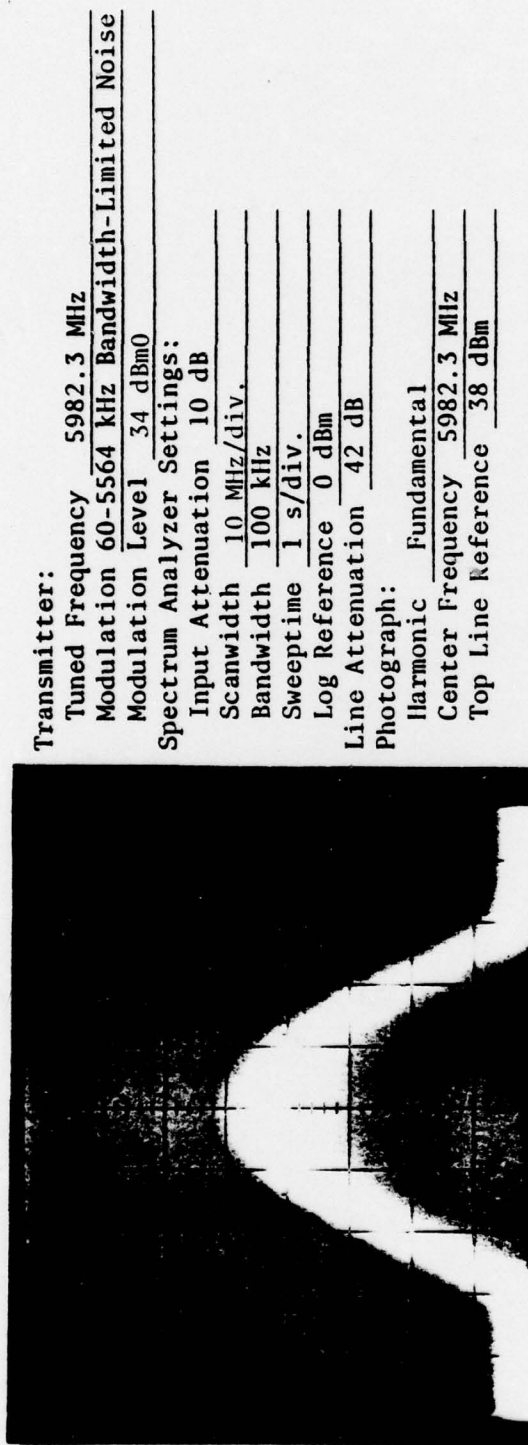 Transmitter:
Tuned Frequency 5982.3 MHz
Modulation 60-5564 kHz Bandwidth-Limited Noise
Modulation Level 34 dBm0
Spectrum Analyzer Settings:
Input Attenuation 10 dB
Scanwidth 10 MHz/div.
Bandwidth 100 kHz
Sweeptime 1 s/div.
Log Reference 0 dBm
Line Attenuation 42 dB
Photograph:
Harmonic Fundamental
Center Frequency 5982.3 MHz
Top Line Reference 38 dBm